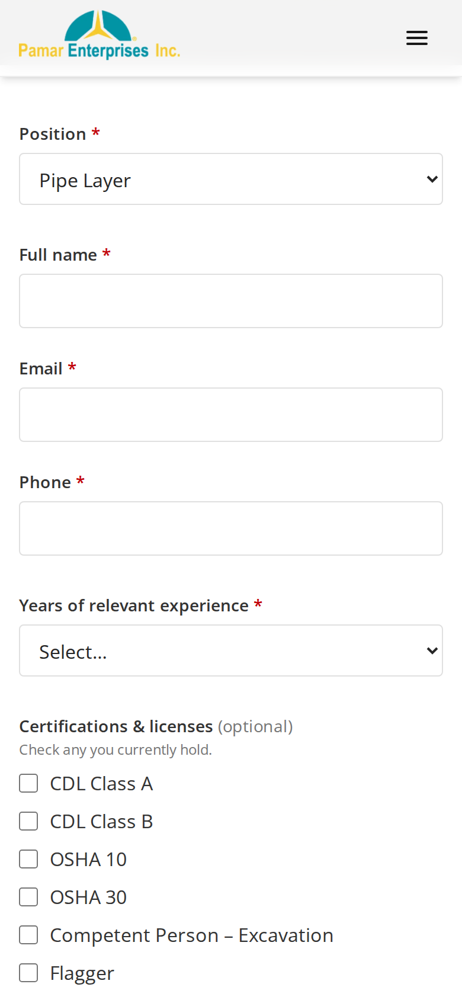 Pamar Enterprises Inc.
Position *
Pipe Layer
Full name *
Email *
Phone *
Years of relevant experience *
Select...
Certifications & licenses (optional)
Check any you currently hold.
CDL Class A
CDL Class B
OSHA 10
OSHA 30
Competent Person – Excavation
Flagger